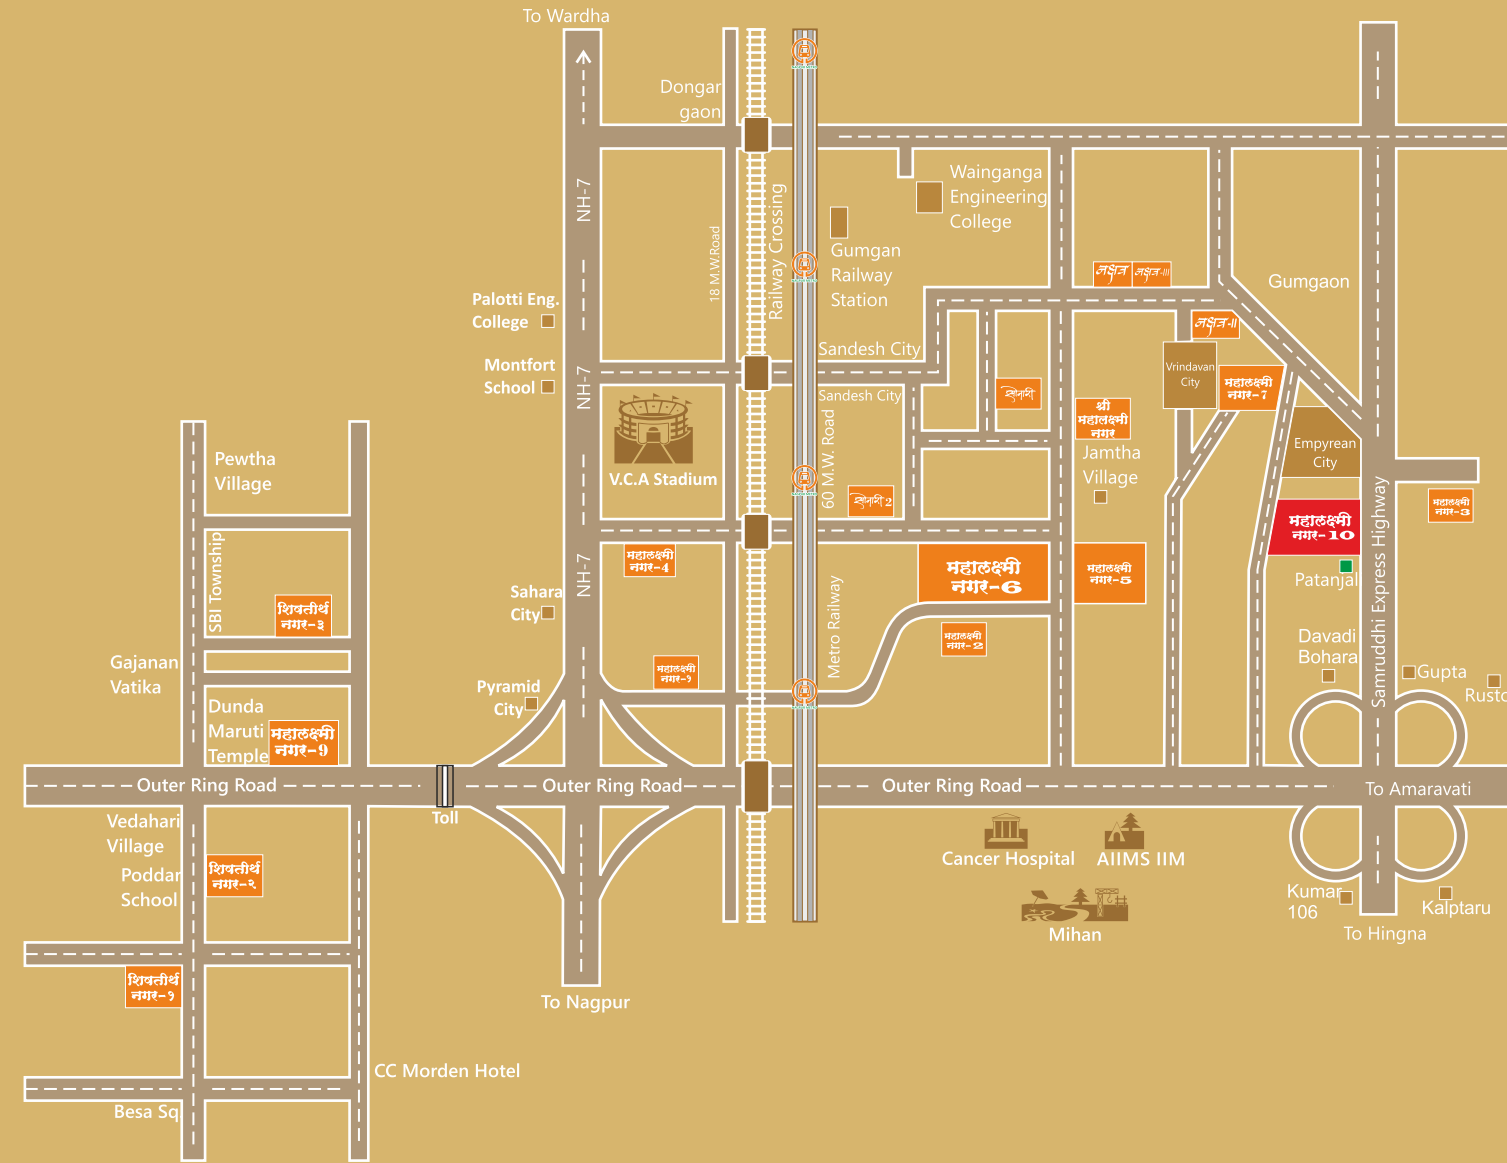 To Wardha
Dongar
gaon
NH-7
Railway Crossing
18 M.W.Road
Wainganga
Engineering
College
Gumgan
Railway
Station
नक्षत्र
नक्षत्र-III
Gumgaon
नक्षत्र-II
Palotti Eng.
College
Montfort
School
NH-7
Sandesh City
Sandesh City
Vrindavan
City
महालक्ष्मी
नगर-7
श्री
महालक्ष्मी
नगर
V.C.A Stadium
60 M.W. Road
Jamtha
Village
Empyrean
City
Samruddhi Express Highway
महालक्ष्मी
नगर-3
महालक्ष्मी
नगर-10
Pewtha
Village
SBI Township
शिवतीर्थ
नगर-३
NH-7
महालक्ष्मी
नगर-4
महालक्ष्मी
नगर-6
महालक्ष्मी
नगर-5
Patanjal
Sahara
City
Metro Railway
महालक्ष्मी
नगर-2
Davadi
Bohara
Gajanan
Vatika
महालक्ष्मी
नगर-१
Gupta
Rusto
Pyramid
City
Dunda
Maruti
Temple
महालक्ष्मी
नगर-9
Outer Ring Road
Outer Ring Road
Outer Ring Road
To Amaravati
Toll
Vedahari
Village
Poddar
School
शिवतीर्थ
नगर-२
Cancer Hospital
AIIMS IIM
Mihan
Kumar
106
Kalptaru
To Hingna
शिवतीर्थ
नगर-१
To Nagpur
CC Morden Hotel
Besa Sq